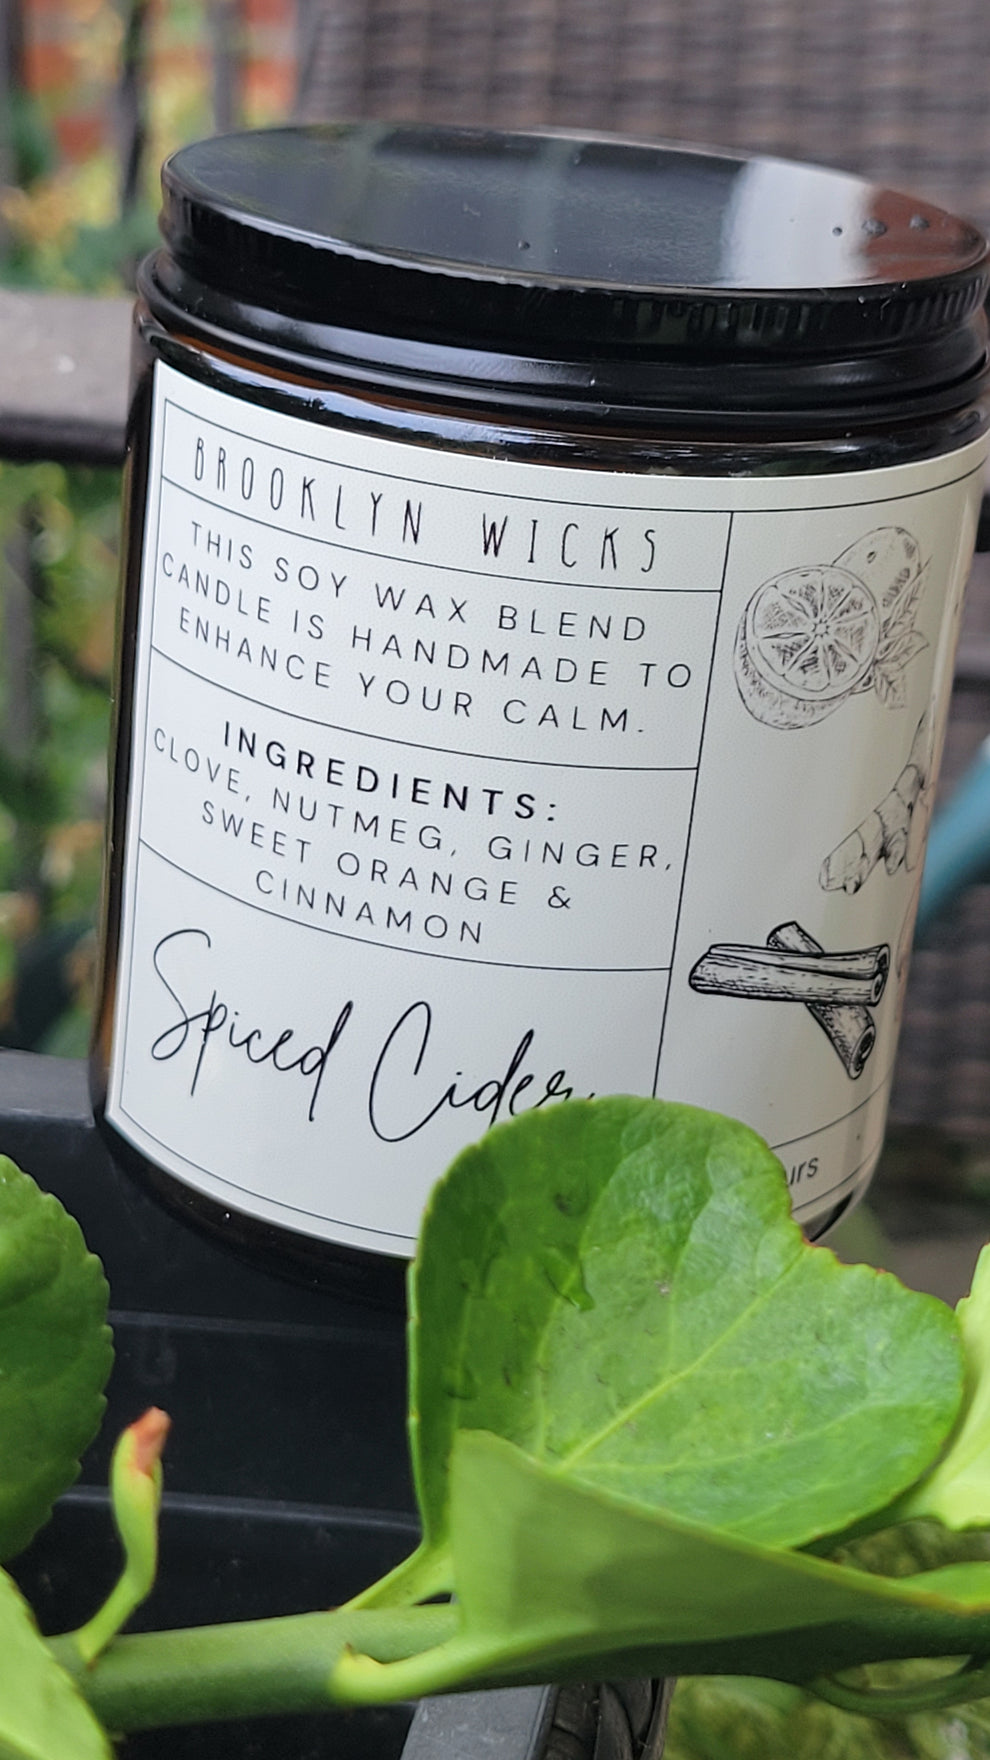 BROOKLYN WICKS
THIS SOY WAX BLEND
CANDLE IS HANDMADE TO
ENHANCE YOUR CALM.
INGREDIENTS:
CLOVE, NUTMEG, GINGER,
SWEET ORANGE &
CINNAMON
Spiced Cider